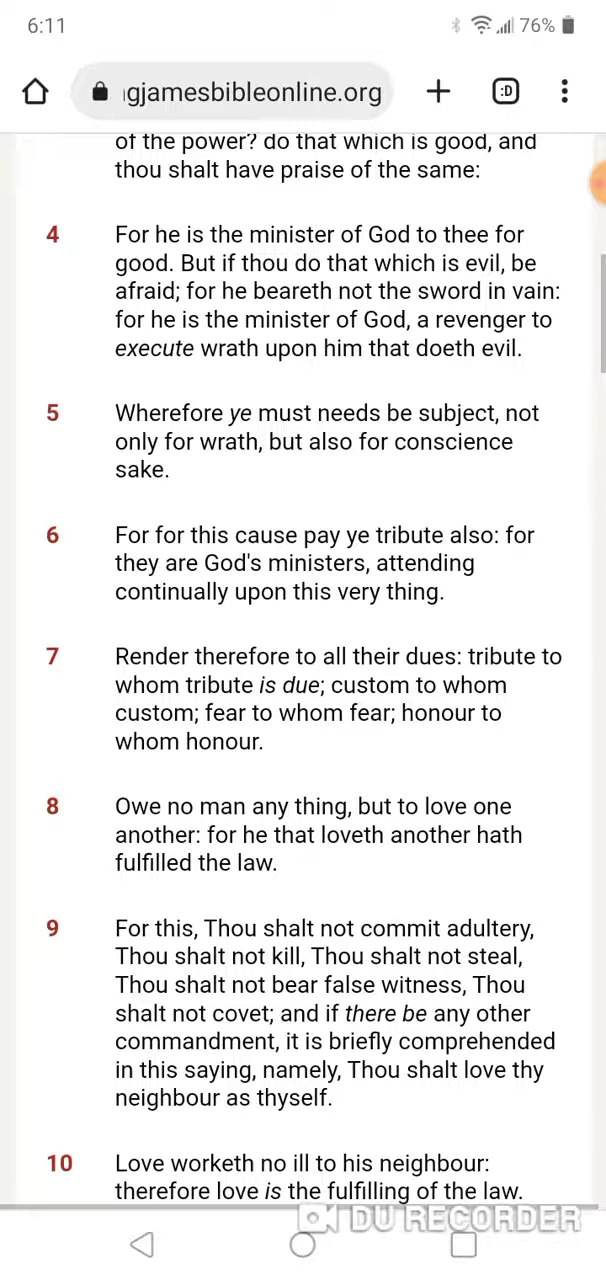 6:11
76%
gjamesbibleonline.org
:D
of the power? do that which is good, and
thou shalt have praise of the same:
4 For he is the minister of God to thee for
good. But if thou do that which is evil, be
afraid; for he beareth not the sword in vain:
for he is the minister of God, a revenger to
execute wrath upon him that doeth evil.
5 Wherefore ye must needs be subject, not
only for wrath, but also for conscience
sake.
6 For for this cause pay ye tribute also: for
they are God's ministers, attending
continually upon this very thing.
7 Render therefore to all their dues: tribute to
whom tribute is due; custom to whom
custom; fear to whom fear; honour to
whom honour.
8 Owe no man any thing, but to love one
another: for he that loveth another hath
fulfilled the law.
9 For this, Thou shalt not commit adultery,
Thou shalt not kill, Thou shalt not steal,
Thou shalt not bear false witness, Thou
shalt not covet; and if there be any other
commandment, it is briefly comprehended
in this saying, namely, Thou shalt love thy
neighbour as thyself.
10 Love worketh no ill to his neighbour:
therefore love is the fulfilling of the law.
DU RECORDER